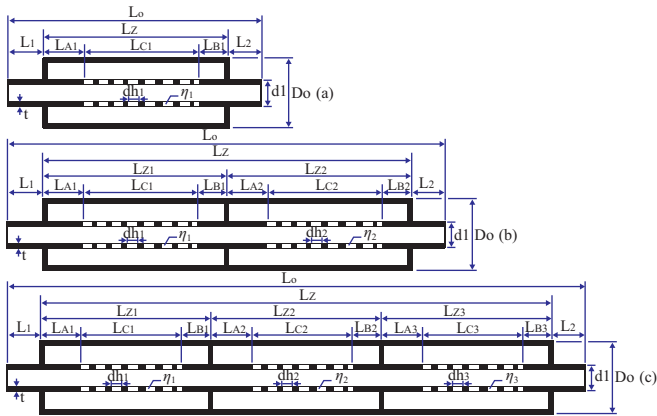 Lo
LZ
L1 LA1 LC1 LB1 L2
dh1 η1 d1 Do (a)
t
Lo
LZ
LZ1 LZ2
L1 LA1 LC1 LB1 LA2 LC2 LB2 L2
dh1 η1 dh2 η2 d1 Do (b)
t
Lo
LZ
LZ1 LZ2 LZ3
L1 LA1 LC1 LB1 LA2 LC2 LB2 LA3 LC3 LB3 L2
dh1 η1 dh2 η2 dh3 η3 d1 Do (c)
t